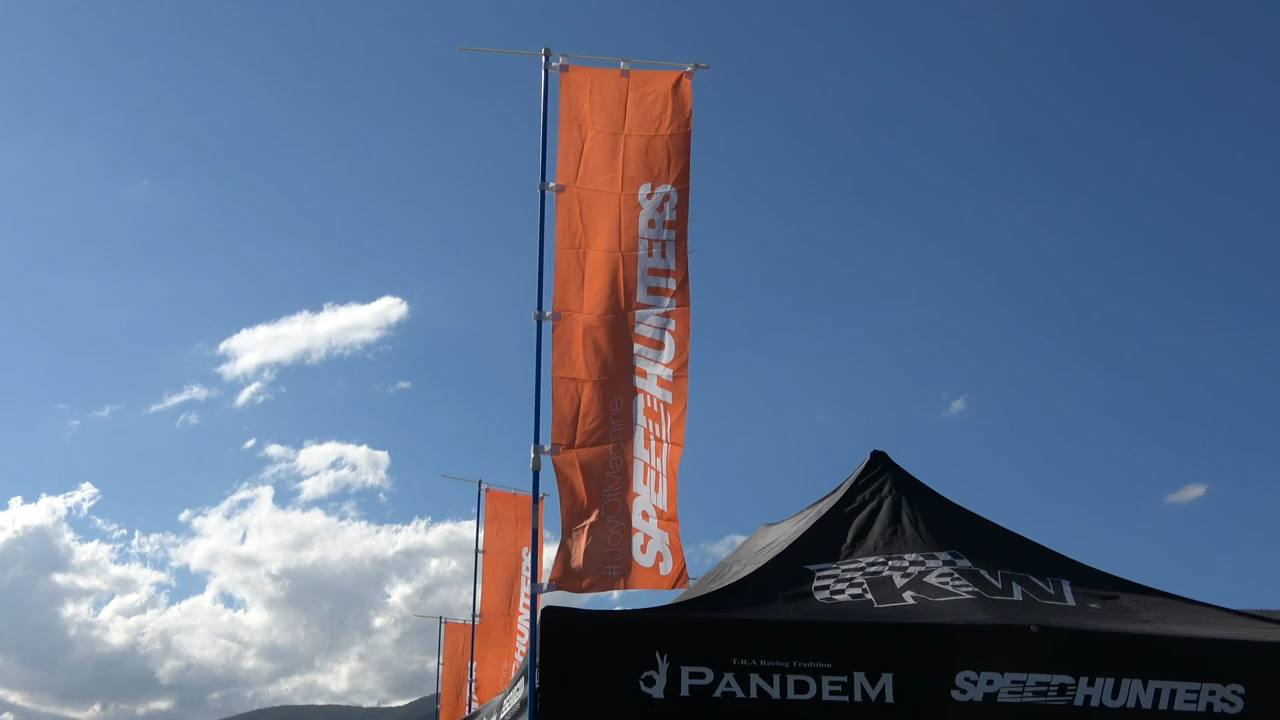 SPEEDHUNTERS
#JoyOfMachine
HUNTERS
KW
T.R.A Racing Tradition
PANDEM
SPEEDHUNTERS